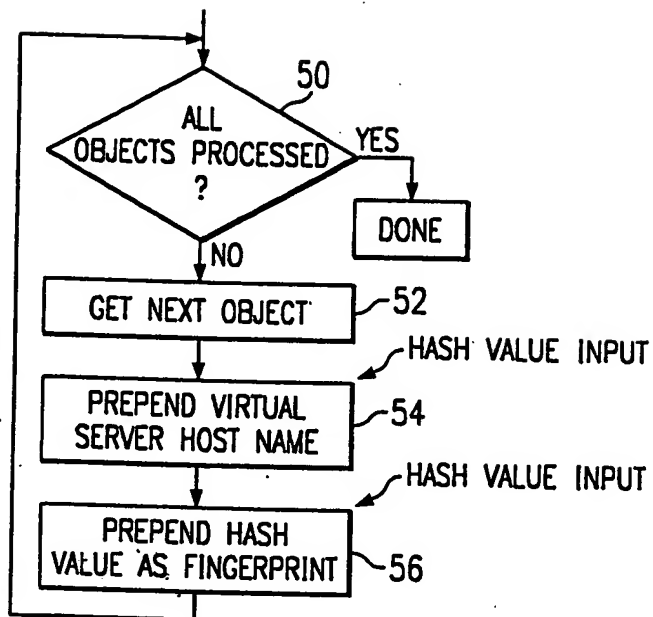 50
ALL
OBJECTS PROCESSED
?
YES
DONE
NO
GET NEXT OBJECT
52
HASH VALUE INPUT
PREPEND VIRTUAL
SERVER HOST NAME
54
HASH VALUE INPUT
PREPEND HASH
VALUE AS FINGERPRINT
56